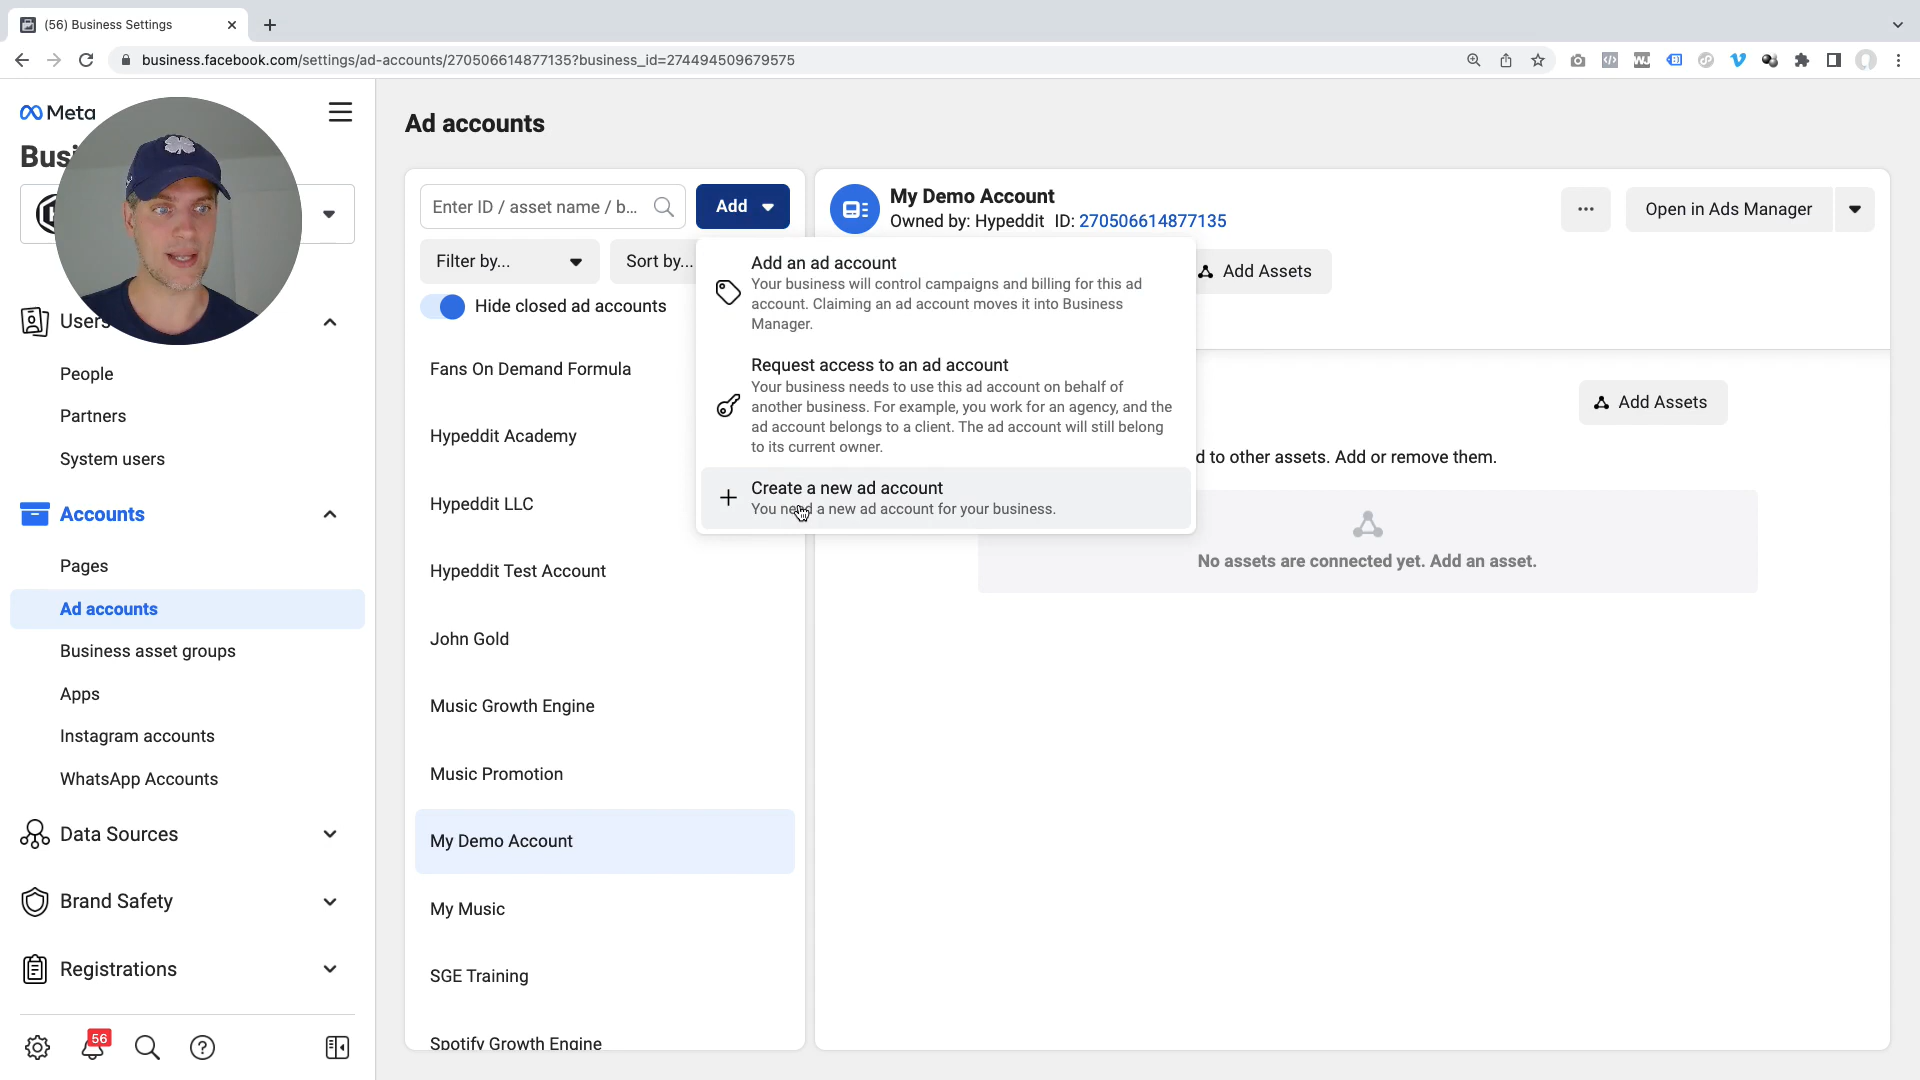 (56) Business Settings
business.facebook.com/settings/ad-accounts/270506614877135?business_id=274494509679575
Meta
Busi
Users
People
Partners
System users
Accounts
Pages
Ad accounts
Business asset groups
Apps
Instagram accounts
WhatsApp Accounts
Data Sources
Brand Safety
Registrations
56
Ad accounts
Enter ID / asset name / b...
Add
Filter by...
Sort by...
Hide closed ad accounts
Fans On Demand Formula
Hypeddit Academy
Hypeddit LLC
Hypeddit Test Account
John Gold
Music Growth Engine
Music Promotion
My Demo Account
My Music
SGE Training
Spotify Growth Engine
Add an ad account
Your business will control campaigns and billing for this ad
account. Claiming an ad account moves it into Business
Manager.
Request access to an ad account
Your business needs to use this ad account on behalf of
another business. For example, you work for an agency, and the
ad account belongs to a client. The ad account will still belong
to its current owner.
Create a new ad account
You need a new ad account for your business.
My Demo Account
Owned by: Hypeddit ID: 270506614877135
...
Open in Ads Manager
Add Assets
Add Assets
d to other assets. Add or remove them.
No assets are connected yet. Add an asset.